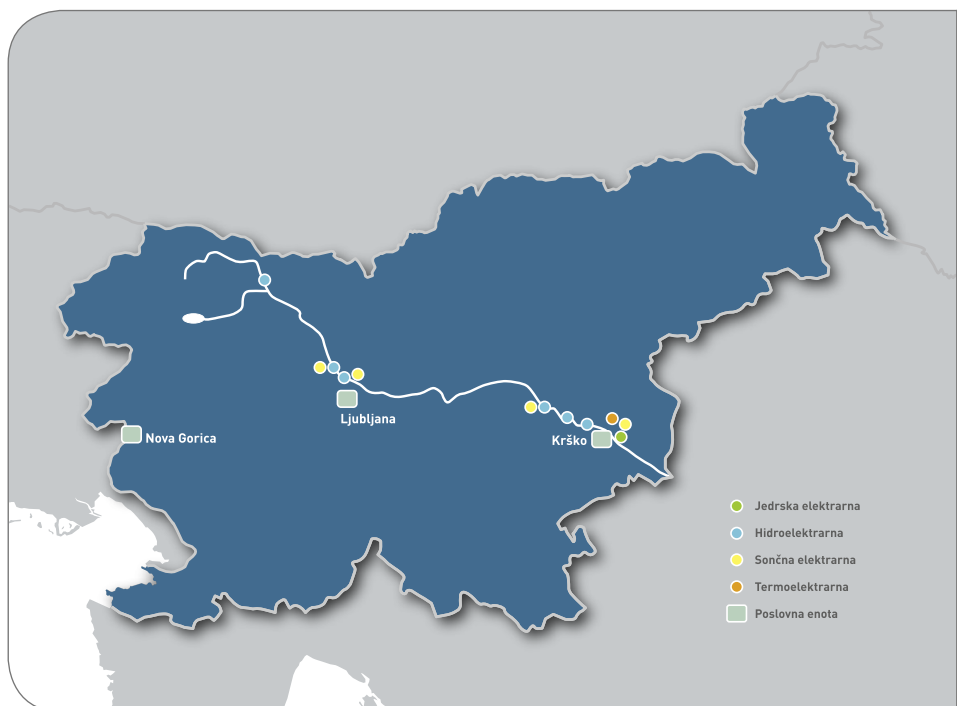 Ljubljana
Nova Gorica
Krško
Jedrska elektrarna
Hidroelektrarna
Sončna elektrarna
Termoelektrarna
Poslovna enota